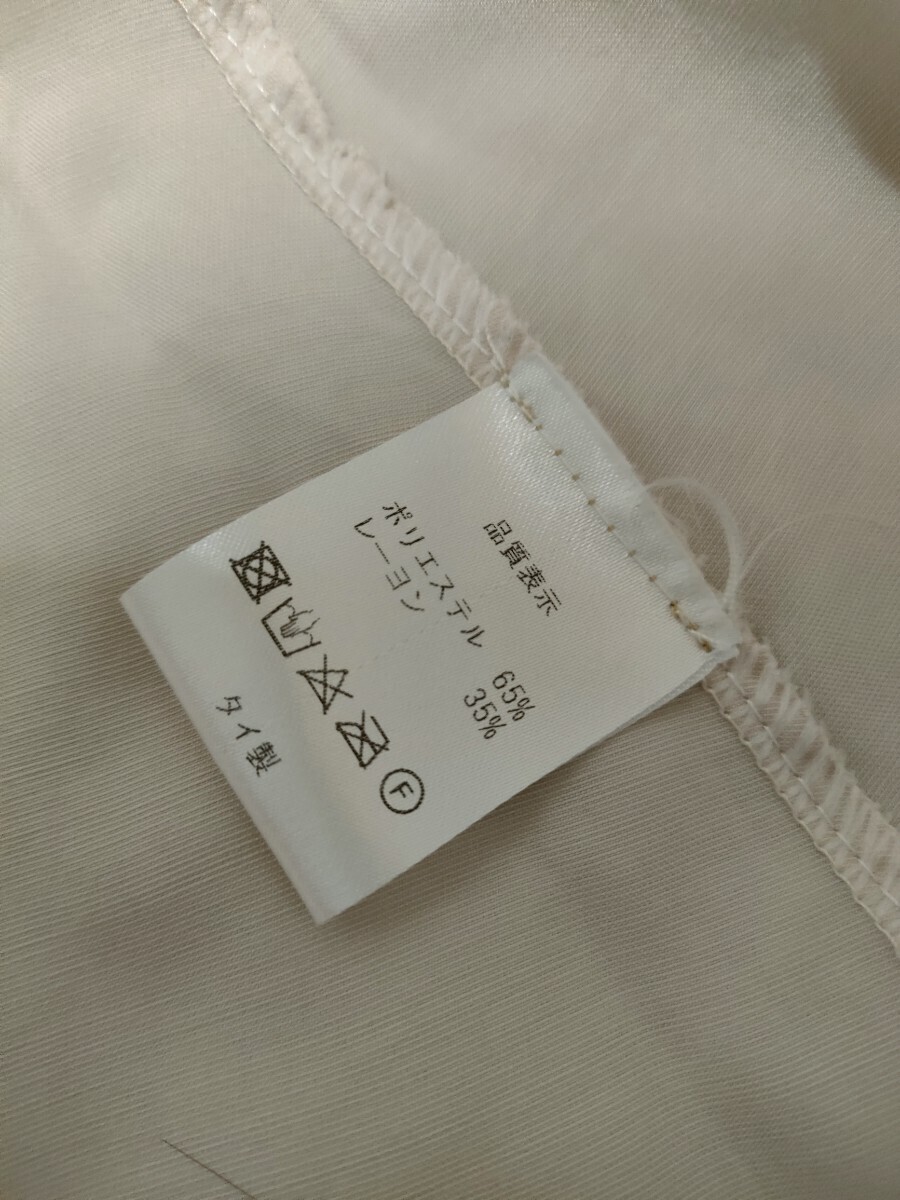 品質表示
ポリエステル 65%
レーヨン 35%
F
タイ製